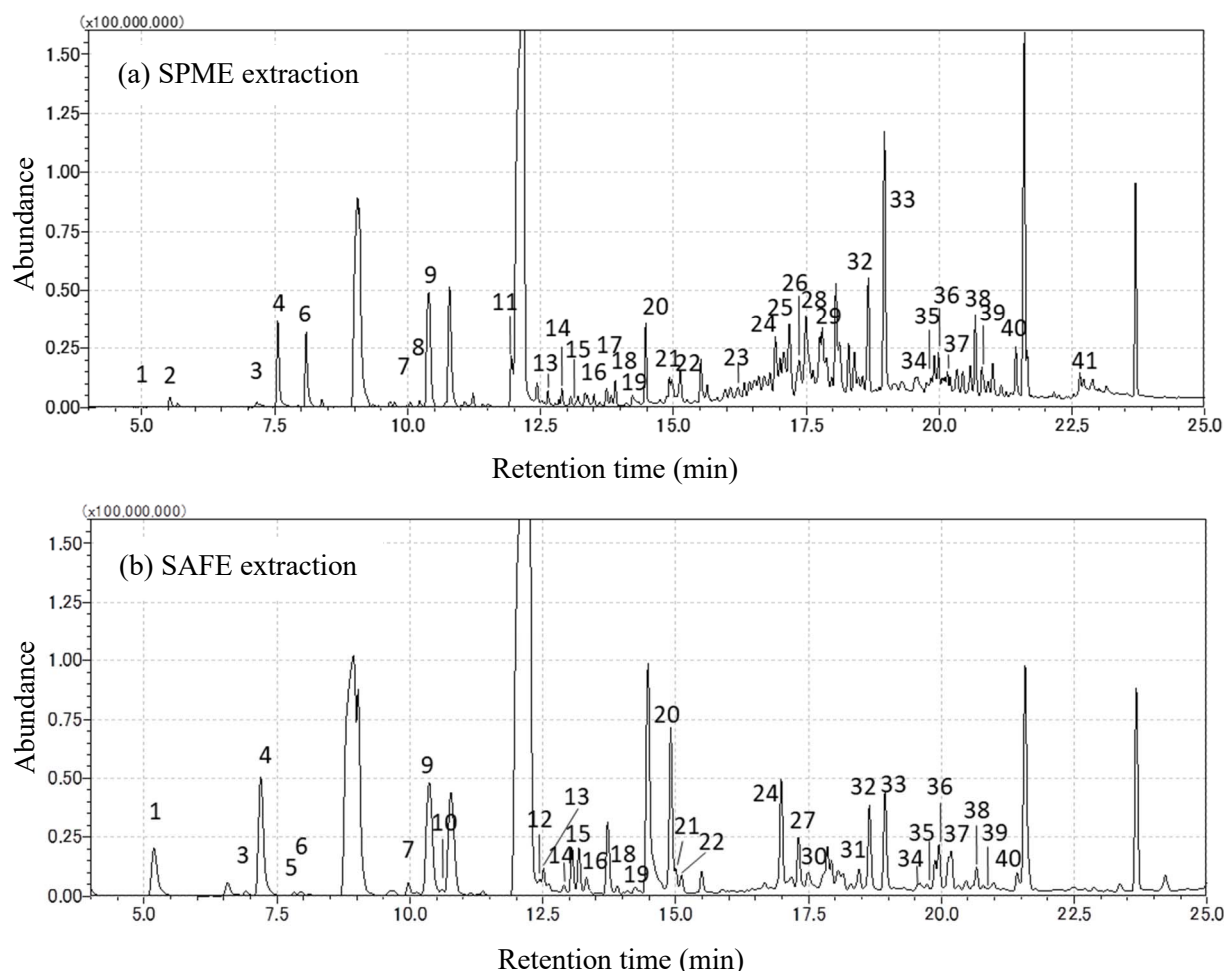 (x100,000,000)
(a) SPME extraction
Abundance
1.50
1.25
1.00
0.75
0.50
0.25
0.00
1 2 3 4 6 7 8 9 11 13 14 15 16 17 18 19 20 21 22 23 24 25 26 28 29 32 33 34 35 36 37 38 39 40 41
5.0 7.5 10.0 12.5 15.0 17.5 20.0 22.5 25.0
Retention time (min)
(x100,000,000)
(b) SAFE extraction
Abundance
1.50
1.25
1.00
0.75
0.50
0.25
0.00
1 3 4 5 6 7 9 10 12 13 14 15 16 18 19 20 21 22 24 27 30 31 32 33 34 35 36 37 38 39 40
5.0 7.5 10.0 12.5 15.0 17.5 20.0 22.5 25.0
Retention time (min)